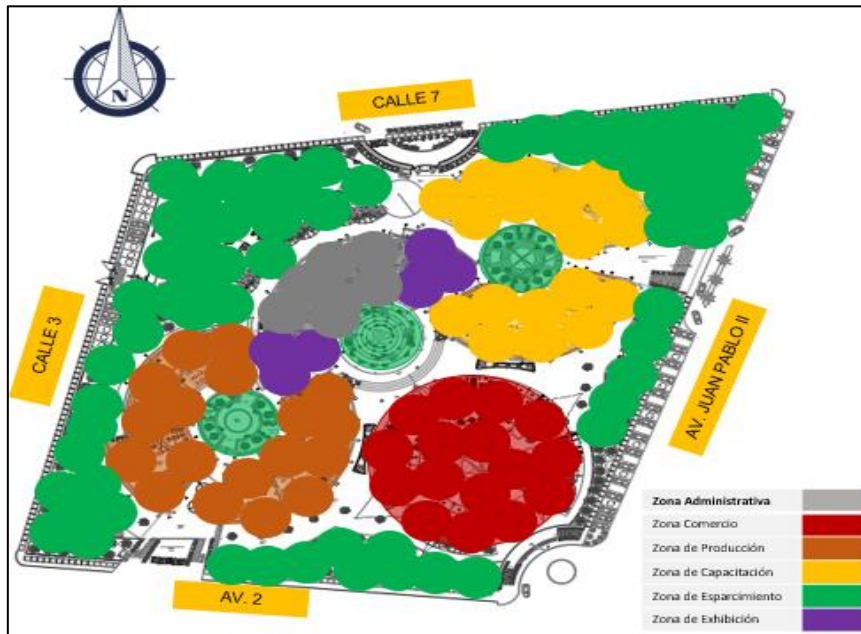 N
CALLE 7
CALLE 3
AV. JUAN PABLO II
AV. 2
Zona Administrativa
Zona Comercio
Zona de Producción
Zona de Capacitación
Zona de Esparcimiento
Zona de Exhibición